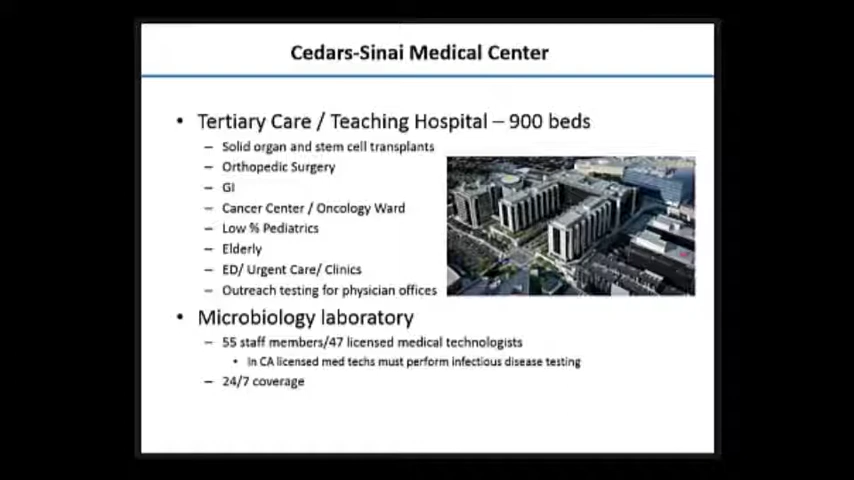 Cedars-Sinai Medical Center
• Tertiary Care / Teaching Hospital – 900 beds
– Solid organ and stem cell transplants
– Orthopedic Surgery
– GI
– Cancer Center / Oncology Ward
– Low % Pediatrics
– Elderly
– ED/ Urgent Care/ Clinics
– Outreach testing for physician offices
• Microbiology laboratory
– 55 staff members/47 licensed medical technologists
• In CA licensed med techs must perform infectious disease testing
– 24/7 coverage